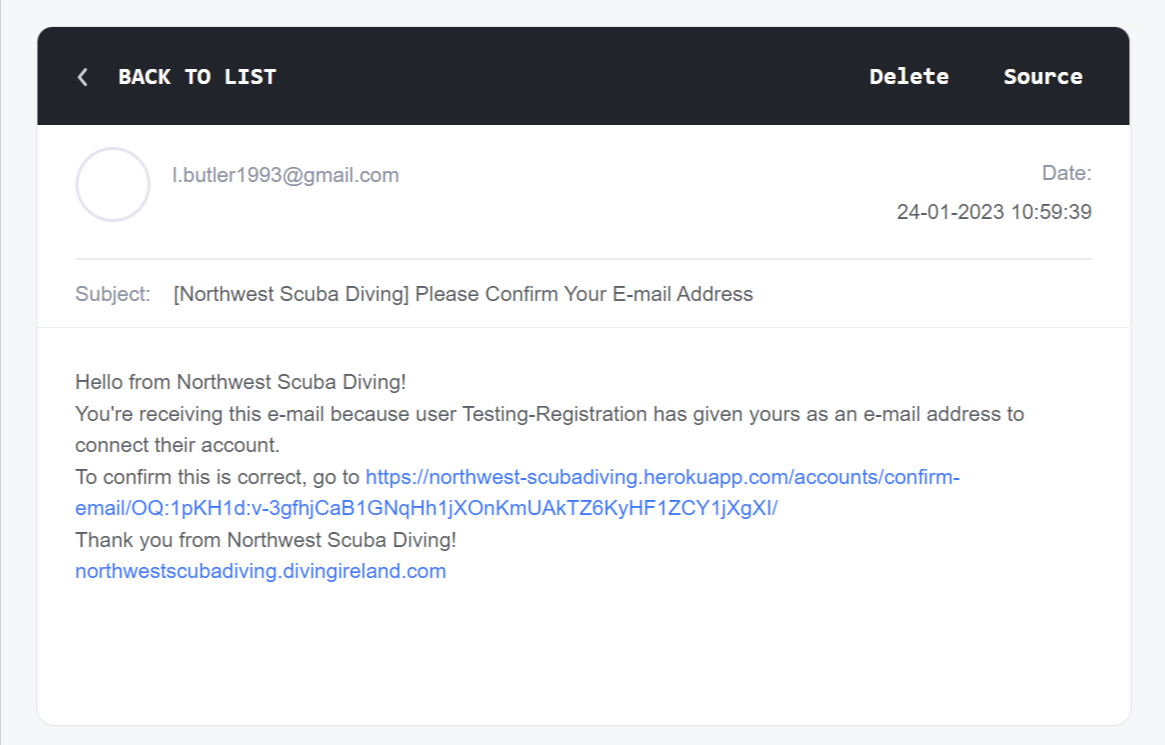 BACK TO LIST
Delete
Source
l.butler1993@gmail.com
Date:
24-01-2023 10:59:39
Subject: [Northwest Scuba Diving] Please Confirm Your E-mail Address
Hello from Northwest Scuba Diving!
You're receiving this e-mail because user Testing-Registration has given yours as an e-mail address to
connect their account.
To confirm this is correct, go to https://northwest-scubadiving.herokuapp.com/accounts/confirm-
email/OQ:1pKH1d:v-3gfhjCaB1GNqHh1jXOnKmUAkTZ6KyHF1ZCY1jXgXI/
Thank you from Northwest Scuba Diving!
northwestscubadiving.divingireland.com